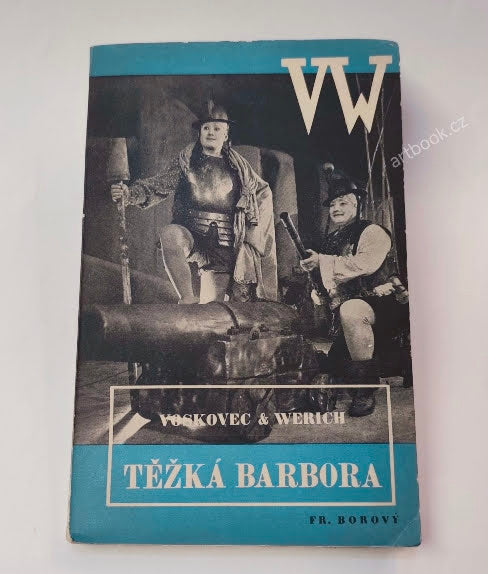 VW
artbook.cz
VOSKOVEC & WERICH
TĚŽKÁ BARBORA
FR. BOROVÝ